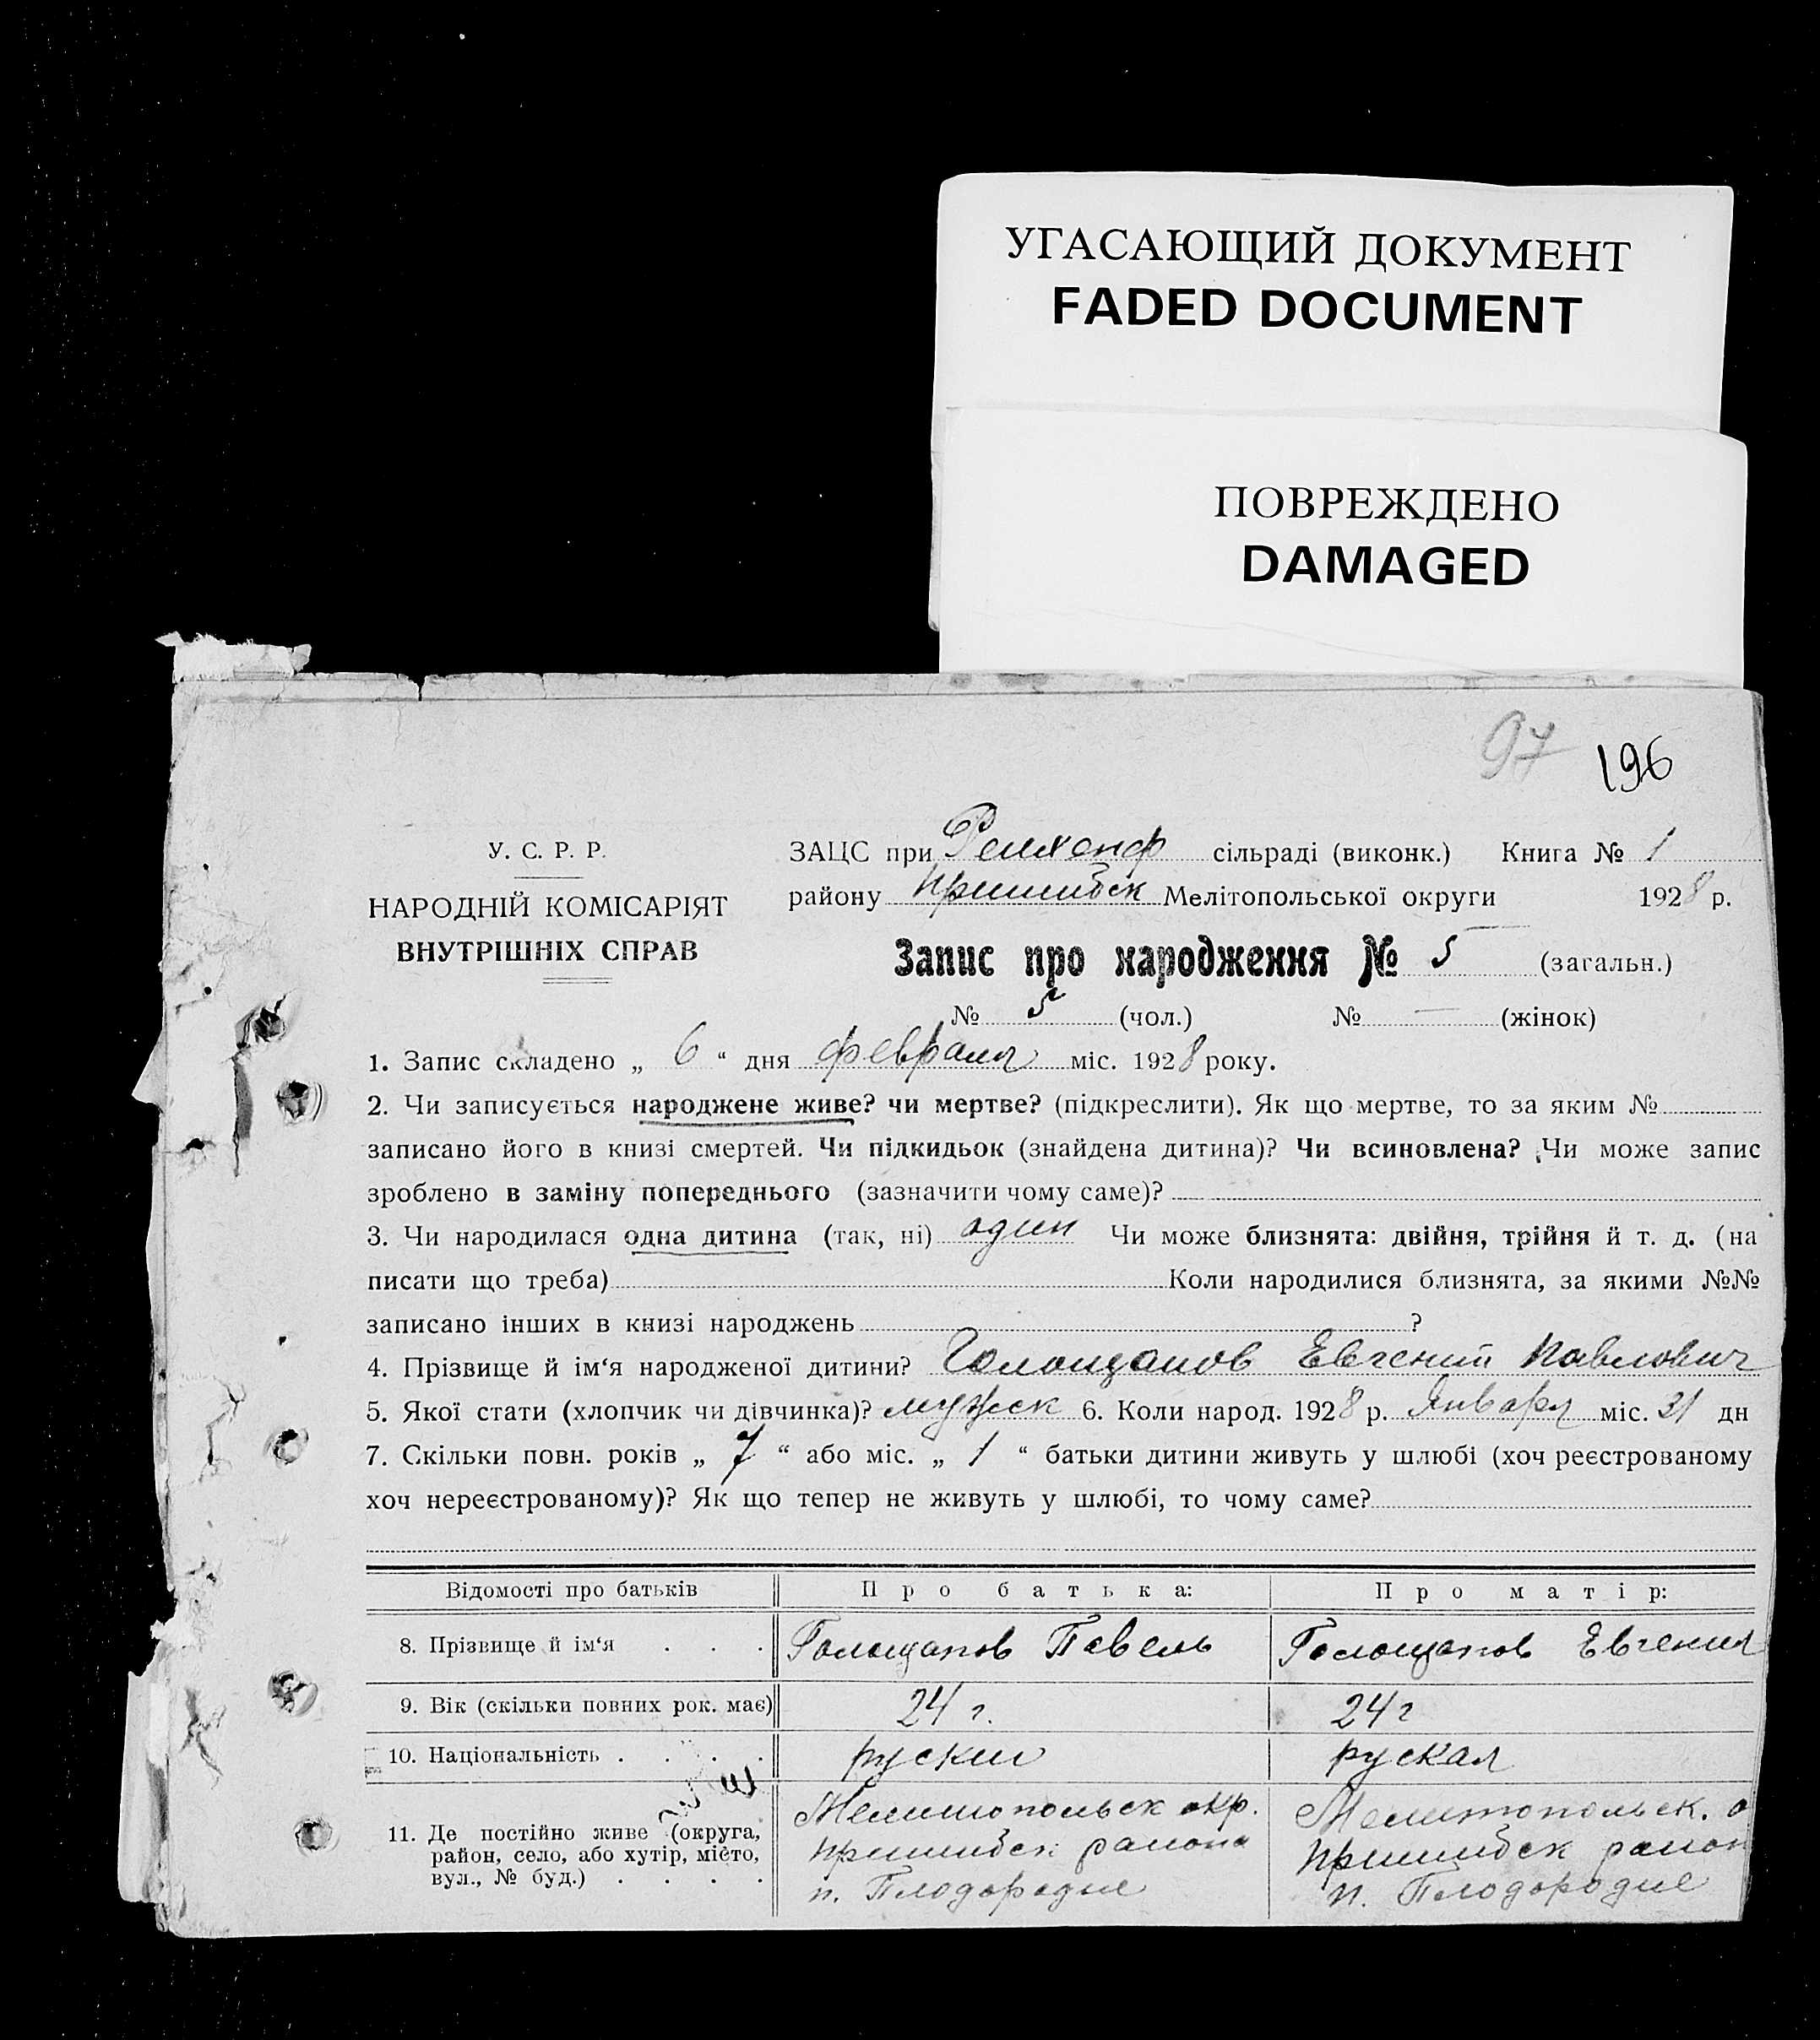 УГАСАЮЩИЙ ДОКУМЕНТ
FADED DOCUMENT
ПОВРЕЖДЕНО
DAMAGED
97 196
У. С. Р. Р.
НАРОДНІЙ КОМІСАРІЯТ
ВНУТРІШНІХ СПРАВ
ЗАЦС при сільраді (виконк.) Книга № 1
району Пришибск Мелітопольської округи 1928 р.
Запис про народження № 5 (загальн.)
№ 5 (чол.) № — (жінок)
1. Запис складено „ 6 “ дня февраля міс. 1928 року.
2. Чи записується народжене живе? чи мертве? (підкреслити). Як що мертве, то за яким №
записано його в книзі смертей. Чи підкидьок (знайдена дитина)? Чи всиновлена? Чи може запис
зроблено в заміну попереднього (зазначити чому саме)?
3. Чи народилася одна дитина (так, ні) один Чи може близнята: двійня, трійня й т. д. (на
писати що треба) Коли народилися близнята, за якими №№
записано інших в книзі народжень ?
4. Прізвище й ім‘я народженої дитини? Голощапов Евгений Павлович
5. Якої стати (хлопчик чи дівчинка)? мужск 6. Коли народ. 1928 р. Января міс. 31 дн
7. Скільки повн. років „ 7 “ або міс. „ 1 “ батьки дитини живуть у шлюбі (хоч реєстрованому
хоч нереєстрованому)? Як що тепер не живуть у шлюбі, то чому саме?
Відомості про батьків Про батька: Про матір:
8. Прізвище й ім‘я . . . Голощапов Павель Голощапов Евгения
9. Вік (скільки повних рок. має) 24 г. 24 г
10. Національність . . . . руский руская
11. Де постійно живе (округа,
район, село, або хутір, місто,
вул., № буд.) . . . .
Мелитопольск окр.
Пришибск района
п. Плодородие
Мелитопольск. о
Пришибск район
п. Плодородие